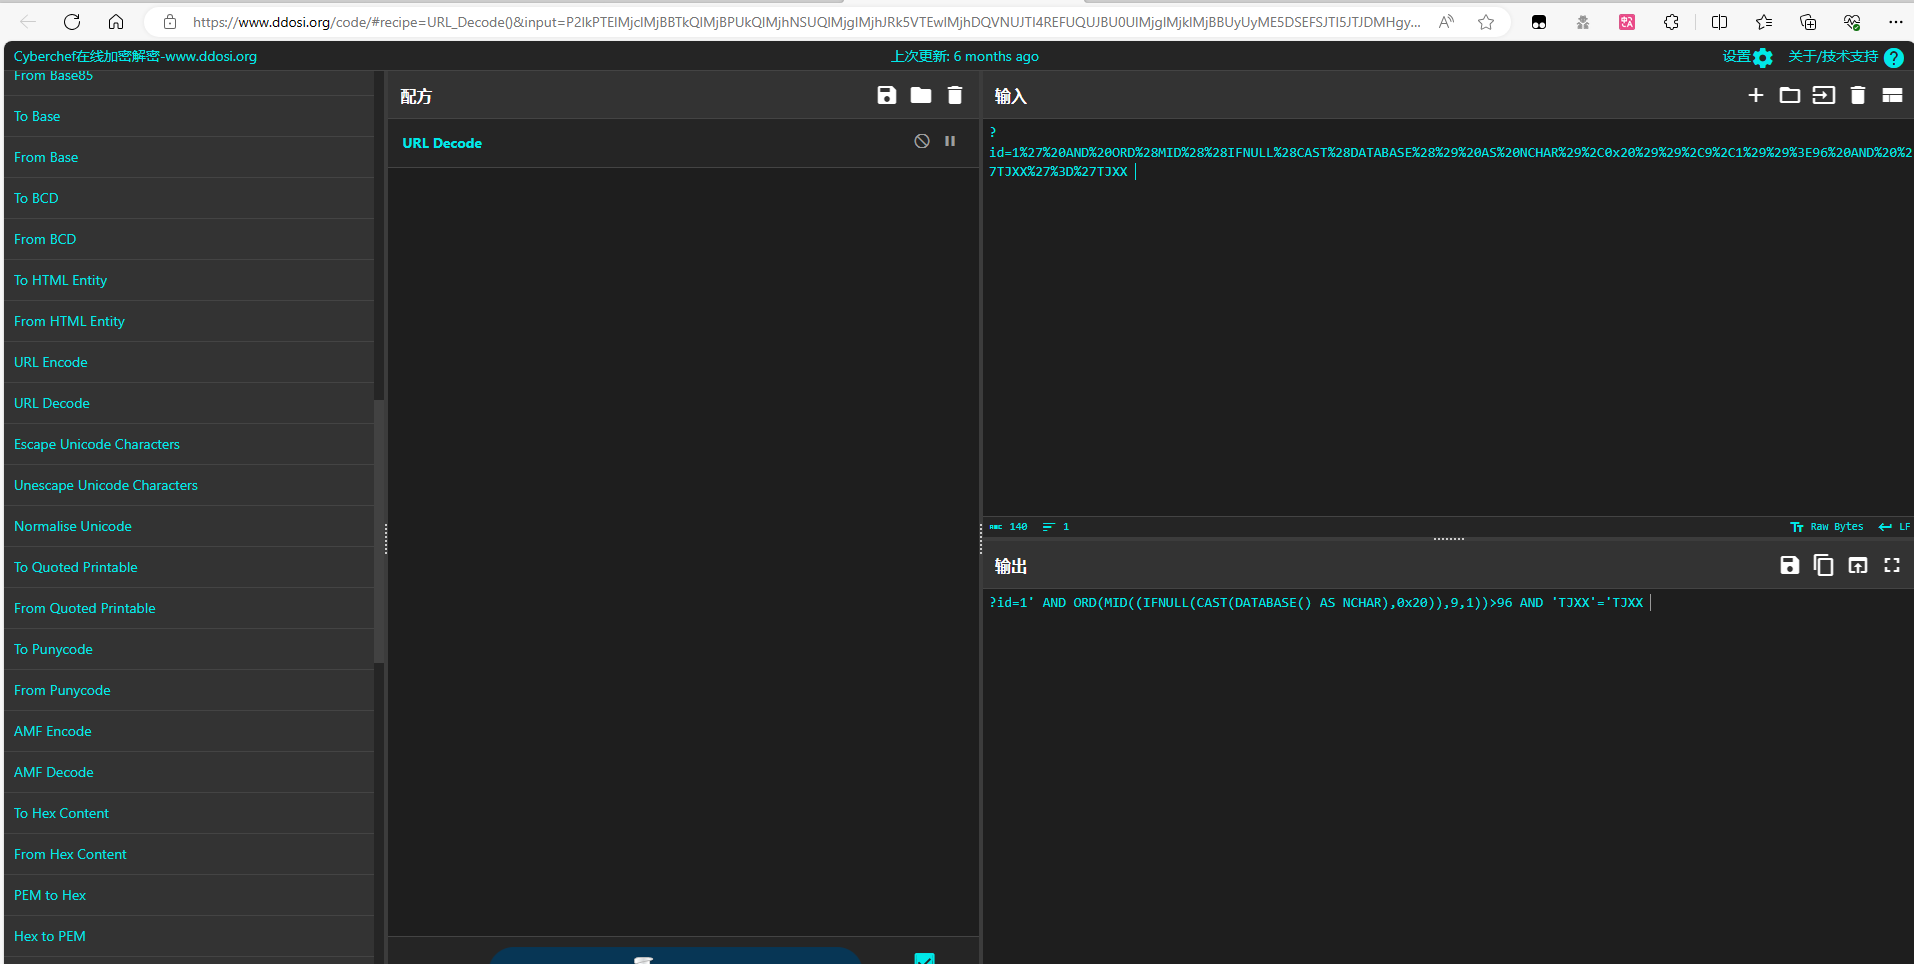 https://www.ddosi.org/code/#recipe=URL_Decode()&input=P2lkPTElMjclMjBBTkQlMjBPUkQlMjhNSUQlMjglMjhJRk5VTEwlMjhDQVNUJTI4REFUQUJBU0UlMjglMjklMjBBUyUyME5DSEFSJTI5JTJDMHgy...
Cyberchef在线加密解密-www.ddosi.org
上次更新: 6 months ago
设置
关于/技术支持
From Base85
To Base
From Base
To BCD
From BCD
To HTML Entity
From HTML Entity
URL Encode
URL Decode
Escape Unicode Characters
Unescape Unicode Characters
Normalise Unicode
To Quoted Printable
From Quoted Printable
To Punycode
From Punycode
AMF Encode
AMF Decode
To Hex Content
From Hex Content
PEM to Hex
Hex to PEM
配方
URL Decode
输入
?
id=1%27%20AND%20ORD%28MID%28%28IFNULL%28CAST%28DATABASE%28%29%20AS%20NCHAR%29%2C0x20%29%29%2C9%2C1%29%29%3E96%20AND%20%2
7TJXX%27%3D%27TJXX
ABC 140
1
Raw Bytes
LF
输出
?id=1' AND ORD(MID((IFNULL(CAST(DATABASE() AS NCHAR),0x20)),9,1))>96 AND 'TJXX'='TJXX